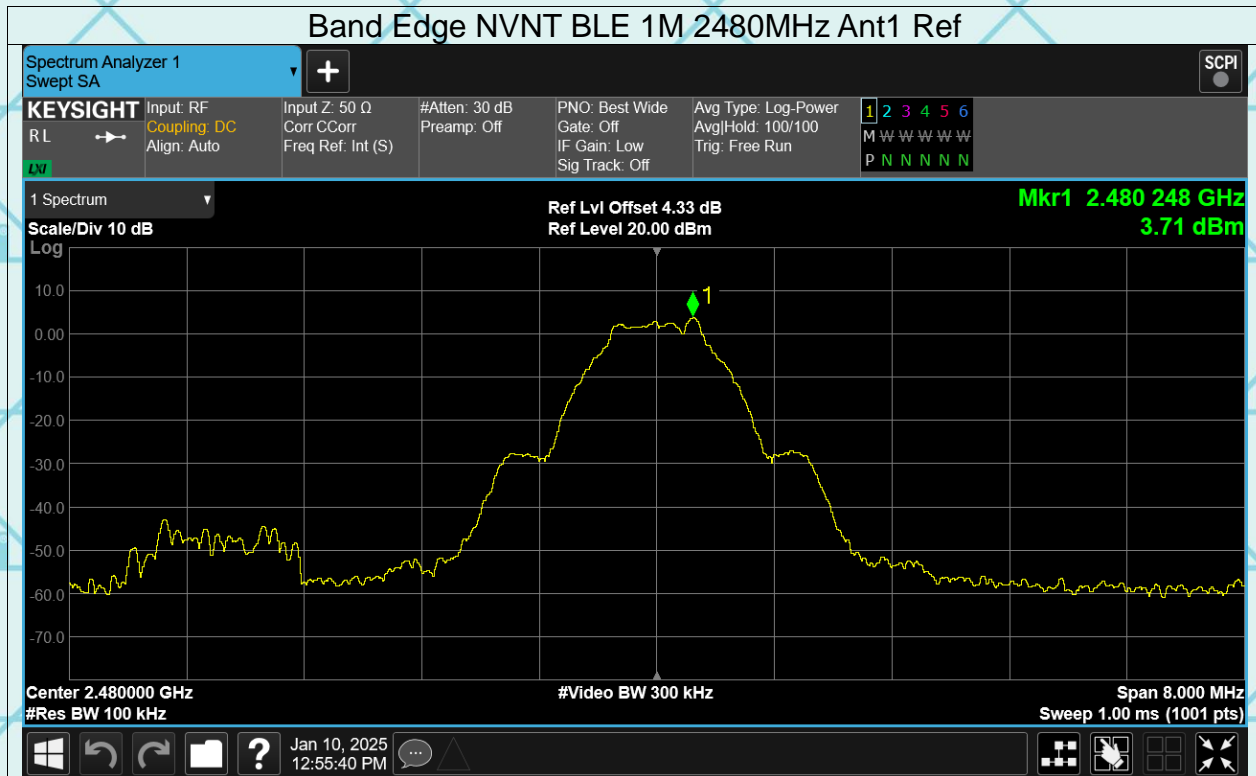 Band Edge NVNT BLE 1M 2480MHz Ant1 Ref
Spectrum Analyzer 1
Swept SA
▼
+
SCPI
KEYSIGHT
RL
LXI
Input: RF
Coupling: DC
Align: Auto
Input Z: 50 Ω
Corr CCorr
Freq Ref: Int (S)
#Atten: 30 dB
Preamp: Off
PNO: Best Wide
Gate: Off
IF Gain: Low
Sig Track: Off
Avg Type: Log-Power
Avg|Hold: 100/100
Trig: Free Run
1 2 3 4 5 6
M W W W W W
P N N N N N
1 Spectrum ▼
Scale/Div 10 dB
Ref Lvl Offset 4.33 dB
Ref Level 20.00 dBm
Mkr1 2.480 248 GHz
3.71 dBm
Log
1
10.0
0.00
-10.0
-20.0
-30.0
-40.0
-50.0
-60.0
-70.0
Center 2.480000 GHz
#Res BW 100 kHz
#Video BW 300 kHz
Span 8.000 MHz
Sweep 1.00 ms (1001 pts)
?
Jan 10, 2025
12:55:40 PM